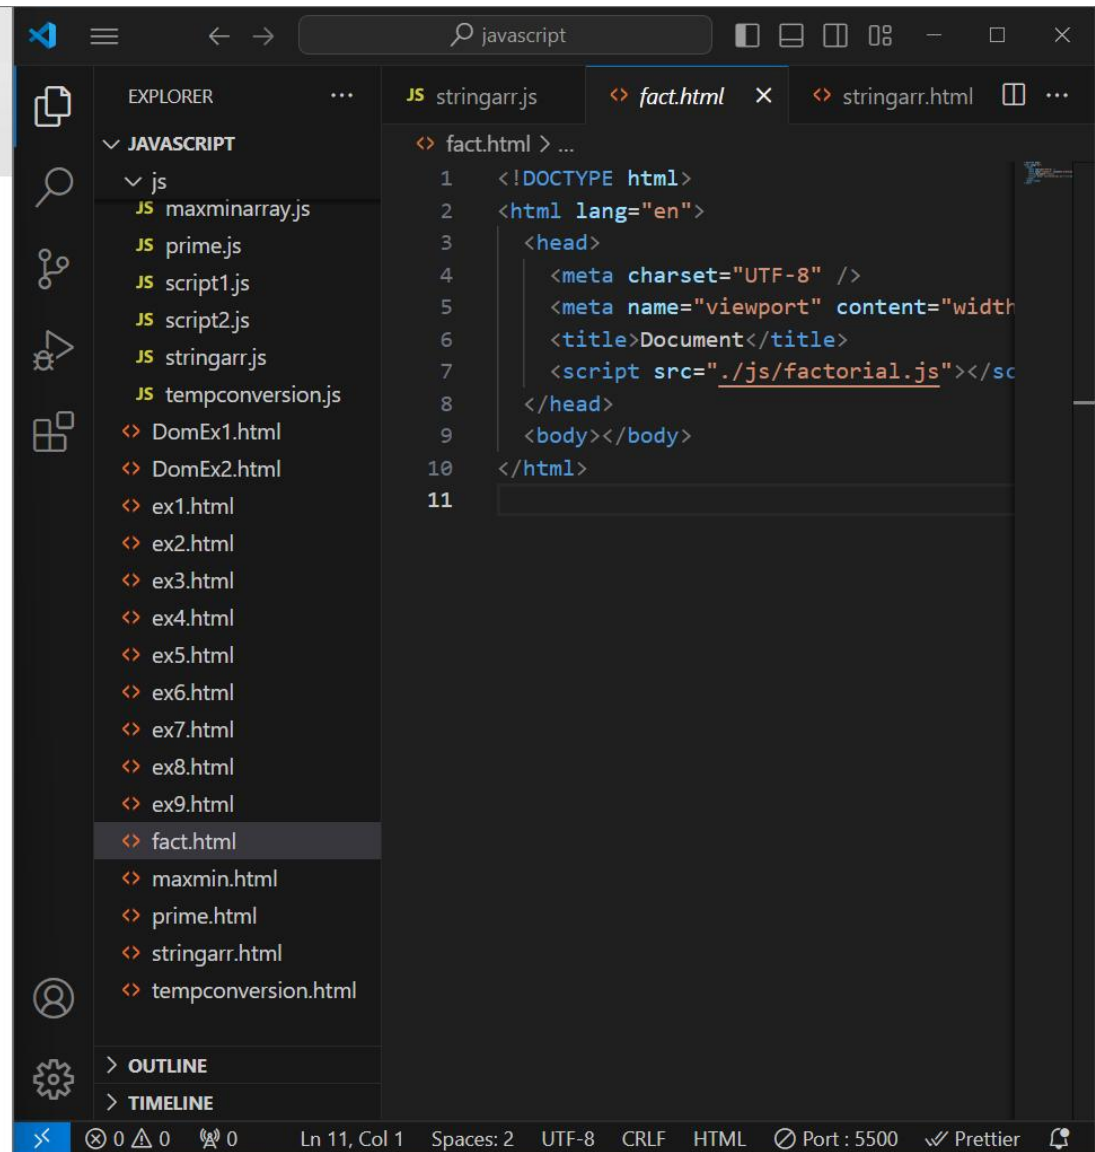 javascript
EXPLORER
JAVASCRIPT
js
JS maxminarray.js
JS prime.js
JS script1.js
JS script2.js
JS stringarr.js
JS tempconversion.js
<> DomEx1.html
<> DomEx2.html
<> ex1.html
<> ex2.html
<> ex3.html
<> ex4.html
<> ex5.html
<> ex6.html
<> ex7.html
<> ex8.html
<> ex9.html
<> fact.html
<> maxmin.html
<> prime.html
<> stringarr.html
<> tempconversion.html
OUTLINE
TIMELINE
JS stringarr.js <> fact.html <> stringarr.html
<> fact.html > ...
1 <!DOCTYPE html>
2 <html lang="en">
3 <head>
4 <meta charset="UTF-8" />
5 <meta name="viewport" content="width
6 <title>Document</title>
7 <script src="./js/factorial.js"></sc
8 </head>
9 <body></body>
10 </html>
11
0 0 0 Ln 11, Col 1 Spaces: 2 UTF-8 CRLF HTML Port : 5500 Prettier